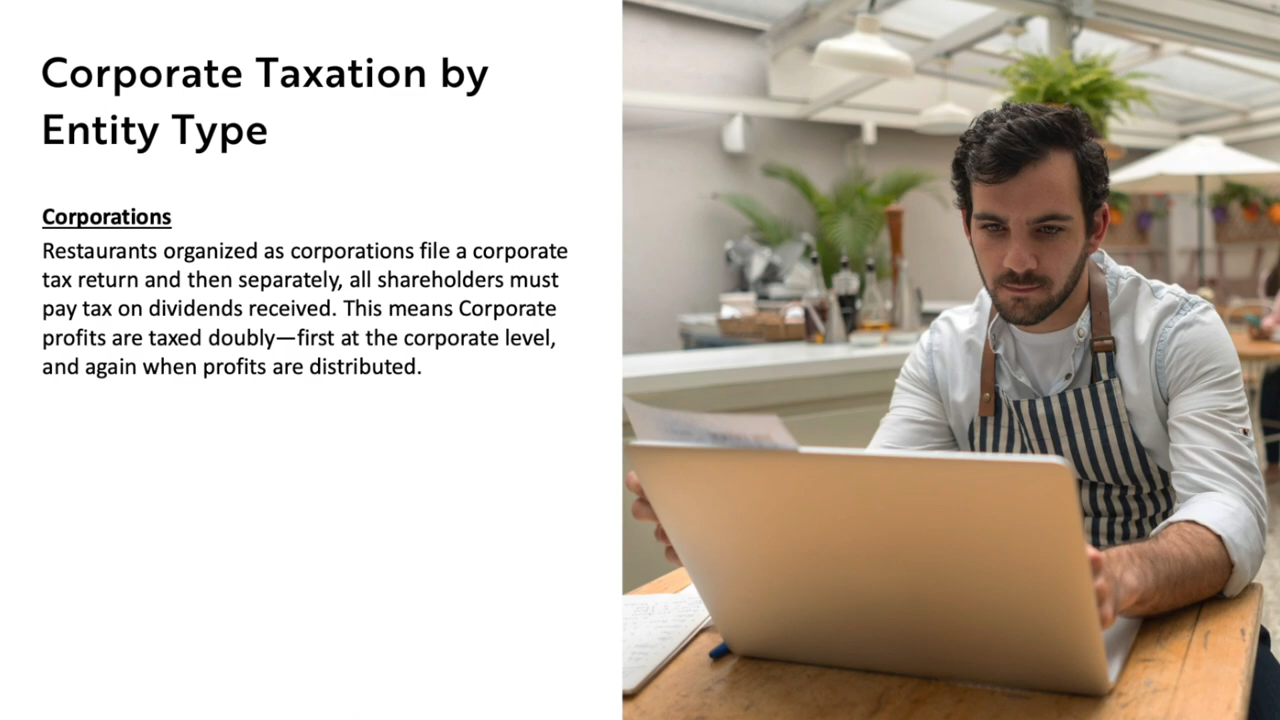 Corporate Taxation by
Entity Type
Corporations
Restaurants organized as corporations file a corporate
tax return and then separately, all shareholders must
pay tax on dividends received. This means Corporate
profits are taxed doubly—first at the corporate level,
and again when profits are distributed.